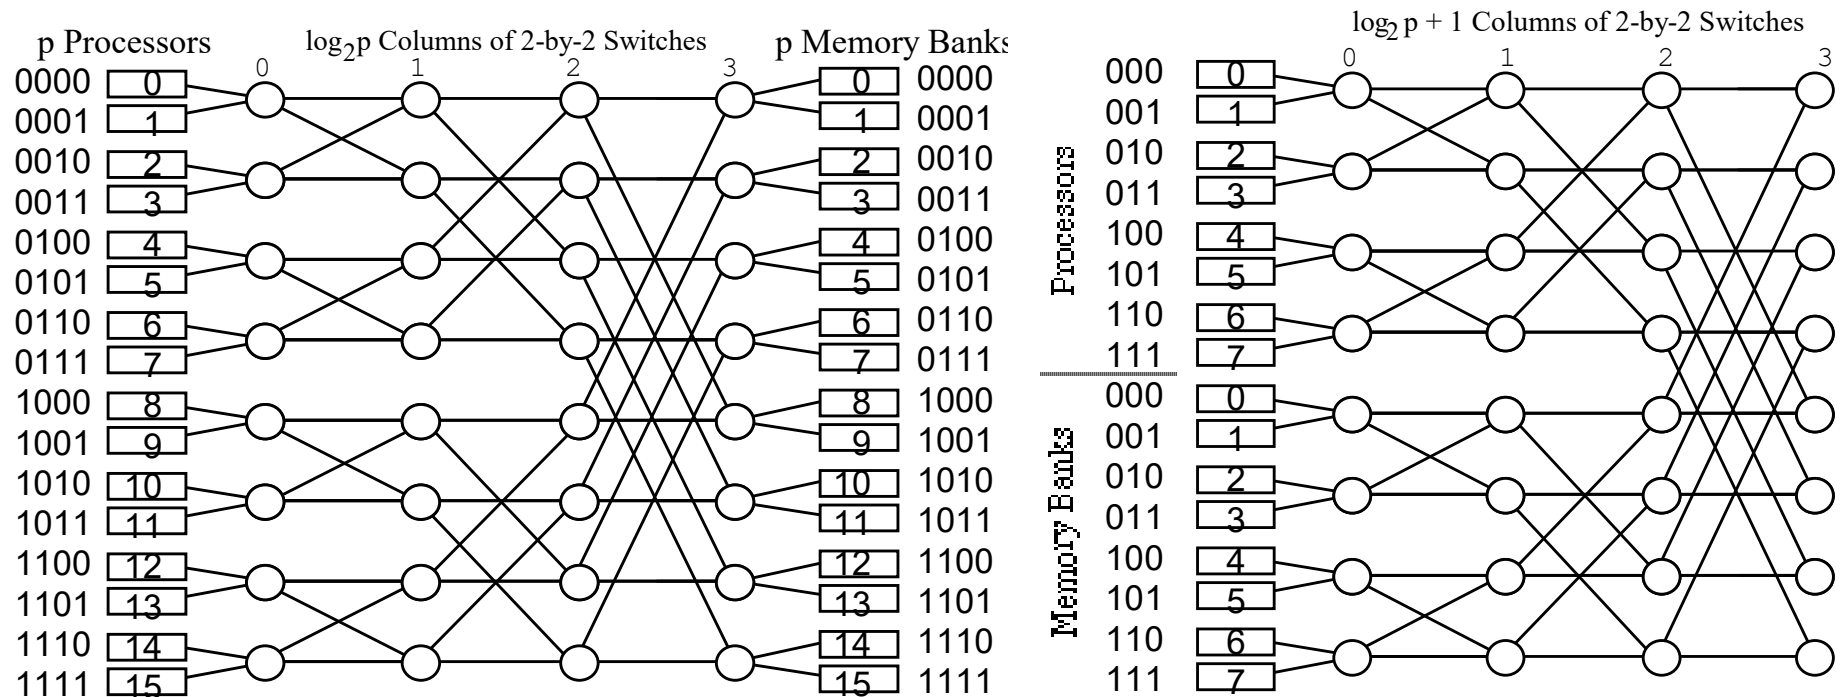 p Processors
log2p Columns of 2-by-2 Switches
p Memory Banks
0 1 2 3
0000 0 0 0000
0001 1 1 0001
0010 2 2 0010
0011 3 3 0011
0100 4 4 0100
0101 5 5 0101
0110 6 6 0110
0111 7 7 0111
1000 8 8 1000
1001 9 9 1001
1010 10 10 1010
1011 11 11 1011
1100 12 12 1100
1101 13 13 1101
1110 14 14 1110
1111 15 15 1111
log2 p + 1 Columns of 2-by-2 Switches
0 1 2 3
Processors
000 0
001 1
010 2
011 3
100 4
101 5
110 6
111 7
Memory Banks
000 0
001 1
010 2
011 3
100 4
101 5
110 6
111 7